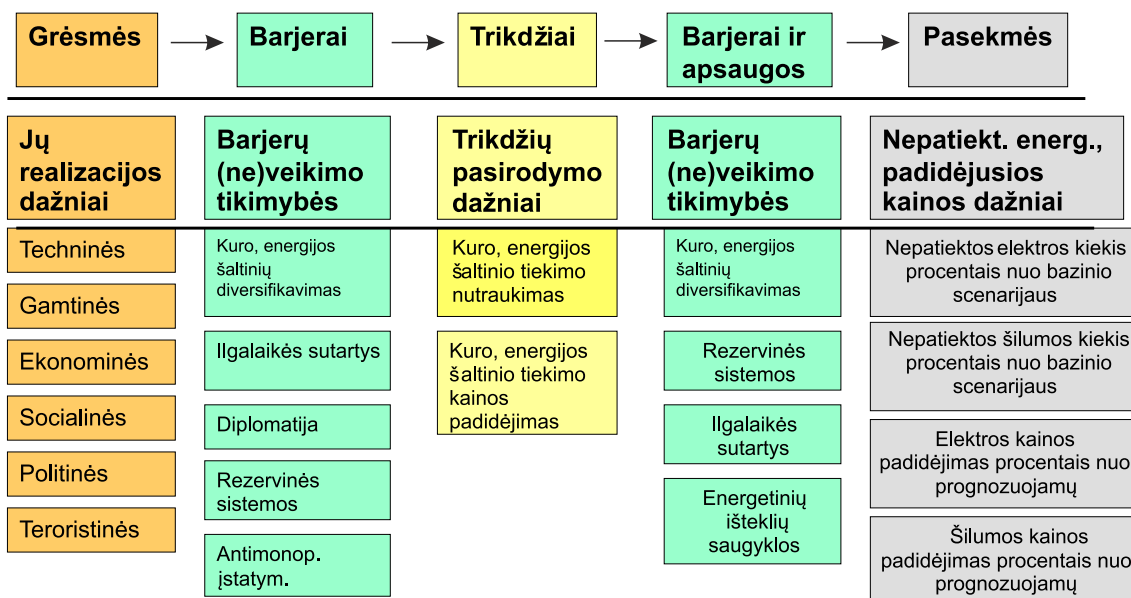 Grėsmės
Barjerai
Trikdžiai
Barjerai ir
apsaugos
Pasekmės
Jų
realizacijos
dažniai
Barjerų
(ne)veikimo
tikimybės
Trikdžių
pasirodymo
dažniai
Barjerų
(ne)veikimo
tikimybės
Nepatiekt. energ.,
padidėjusios
kainos dažniai
Techninės
Gamtinės
Ekonominės
Socialinės
Politinės
Teroristinės
Kuro, energijos
šaltinių
diversifikavimas
Ilgalaikės sutartys
Diplomatija
Rezervinės
sistemos
Antimonop.
įstatym.
Kuro, energijos
šaltinio tiekimo
nutraukimas
Kuro, energijos
šaltinio tiekimo
kainos
padidėjimas
Kuro, energijos
šaltinių
diversifikavimas
Rezervinės
sistemos
Ilgalaikės
sutartys
Energetinių
išteklių
saugyklos
Nepatiektos elektros kiekis
procentais nuo bazinio
scenarijaus
Nepatiektos šilumos kiekis
procentais nuo bazinio
scenarijaus
Elektros kainos
padidėjimas procentais nuo
prognozuojamų
Šilumos kainos
padidėjimas procentais nuo
prognozuojamų